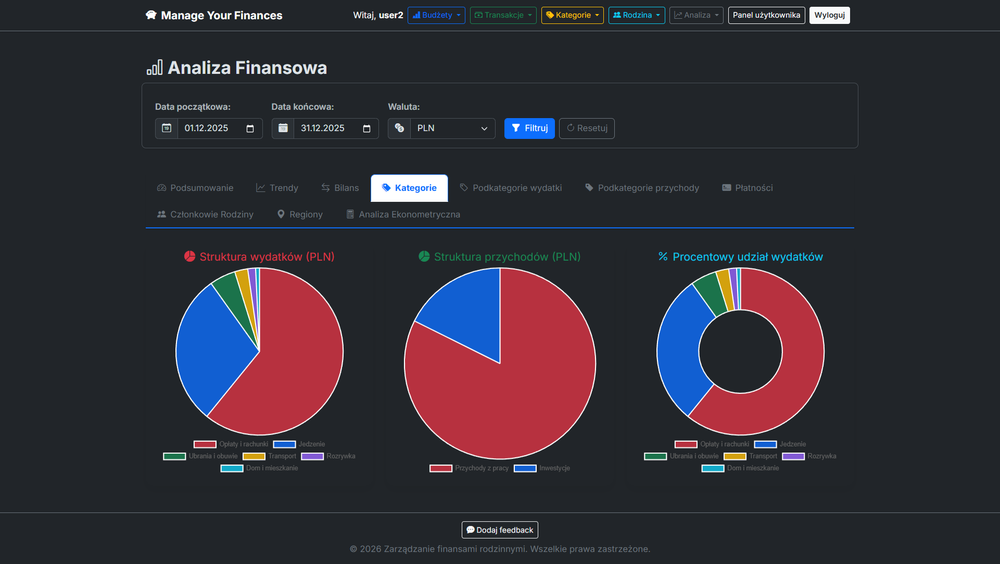 Manage Your Finances
Witaj, user2 Budżety Transakcje Kategorie Rodzina Analiza Panel użytkownika Wyloguj
Analiza Finansowa
Data początkowa: Data końcowa: Waluta:
19 01.12.2025 19 31.12.2025 PLN Filtruj Resetuj
Podsumowanie Trendy Bilans Kategorie Podkategorie wydatki Podkategorie przychody Płatności
Członkowie Rodziny Regiony Analiza Ekonometryczna
Struktura wydatków (PLN)
Opłaty i rachunki Jedzenie
Ubrania i obuwie Transport Rozrywka
Dom i mieszkanie
Struktura przychodów (PLN)
Przychody z pracy Inwestycje
% Procentowy udział wydatków
Opłaty i rachunki Jedzenie
Ubrania i obuwie Transport Rozrywka
Dom i mieszkanie
Dodaj feedback
© 2026 Zarządzanie finansami rodzinnymi. Wszelkie prawa zastrzeżone.